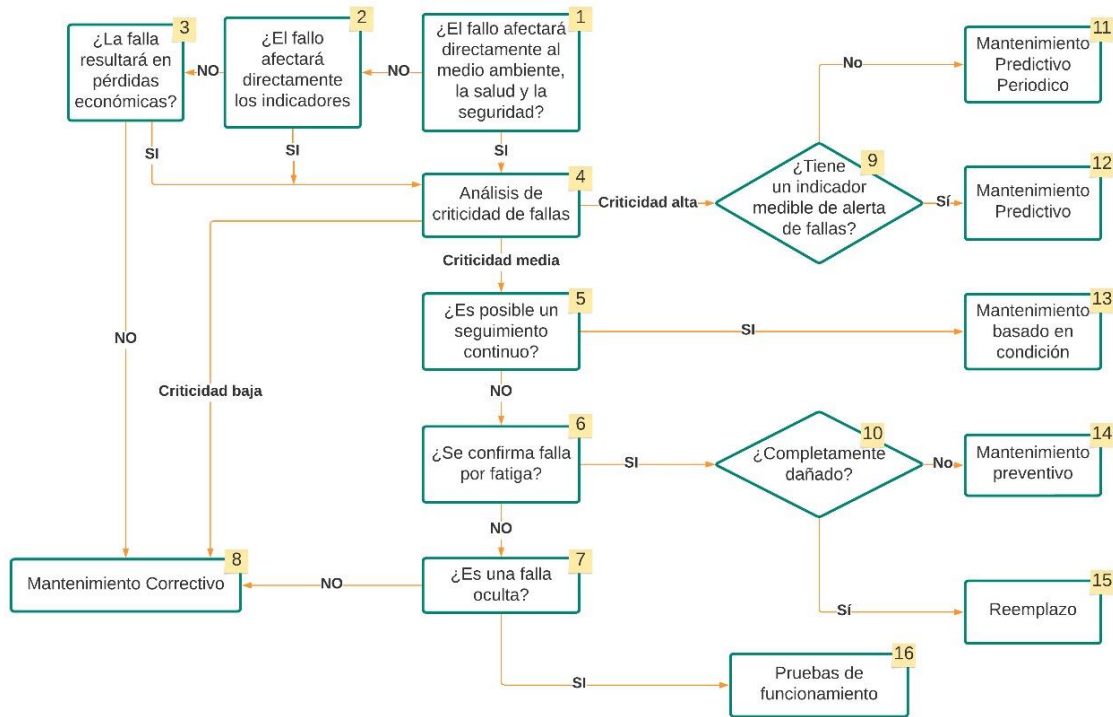 3
¿La falla
resultará en
pérdidas
económicas?
NO
2
¿El fallo
afectará
directamente
los indicadores
NO
1
¿El fallo afectará
directamente al
medio ambiente,
la salud y la
seguridad?
11
Mantenimiento
Predictivo
Periodico
No
SI
SI
SI
4
Análisis de
criticidad de fallas
Criticidad alta
9
¿Tiene
un indicador
medible de alerta
de fallas?
Sí
12
Mantenimiento
Predictivo
Criticidad media
5
¿Es posible un
seguimiento
continuo?
SI
13
Mantenimiento
basado en
condición
NO
Criticidad baja
NO
6
¿Se confirma falla
por fatiga?
SI
10
¿Completamente
dañado?
No
14
Mantenimiento
preventivo
NO
8
Mantenimiento Correctivo
NO
7
¿Es una falla
oculta?
Sí
15
Reemplazo
SI
16
Pruebas de
funcionamiento